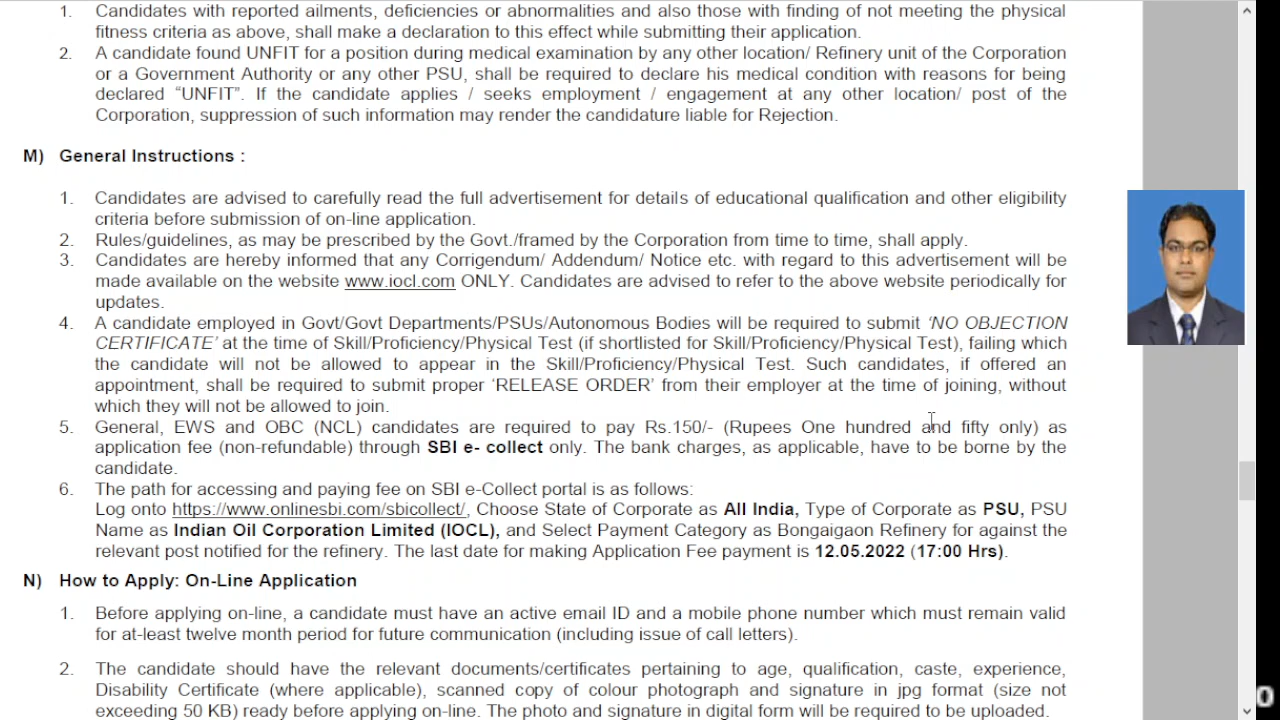 1. Candidates with reported ailments, deficiencies or abnormalities and also those with finding of not meeting the physical
fitness criteria as above, shall make a declaration to this effect while submitting their application.
2. A candidate found UNFIT for a position during medical examination by any other location/ Refinery unit of the Corporation
or a Government Authority or any other PSU, shall be required to declare his medical condition with reasons for being
declared “UNFIT”. If the candidate applies / seeks employment / engagement at any other location/ post of the
Corporation, suppression of such information may render the candidature liable for Rejection.
M) General Instructions :
1. Candidates are advised to carefully read the full advertisement for details of educational qualification and other eligibility
criteria before submission of on-line application.
2. Rules/guidelines, as may be prescribed by the Govt./framed by the Corporation from time to time, shall apply.
3. Candidates are hereby informed that any Corrigendum/ Addendum/ Notice etc. with regard to this advertisement will be
made available on the website www.iocl.com ONLY. Candidates are advised to refer to the above website periodically for
updates.
4. A candidate employed in Govt/Govt Departments/PSUs/Autonomous Bodies will be required to submit ‘NO OBJECTION
CERTIFICATE’ at the time of Skill/Proficiency/Physical Test (if shortlisted for Skill/Proficiency/Physical Test), failing which
the candidate will not be allowed to appear in the Skill/Proficiency/Physical Test. Such candidates, if offered an
appointment, shall be required to submit proper ‘RELEASE ORDER’ from their employer at the time of joining, without
which they will not be allowed to join.
5. General, EWS and OBC (NCL) candidates are required to pay Rs.150/- (Rupees One hundred and fifty only) as
application fee (non-refundable) through SBI e- collect only. The bank charges, as applicable, have to be borne by the
candidate.
6. The path for accessing and paying fee on SBI e-Collect portal is as follows:
Log onto https://www.onlinesbi.com/sbicollect/, Choose State of Corporate as All India, Type of Corporate as PSU, PSU
Name as Indian Oil Corporation Limited (IOCL), and Select Payment Category as Bongaigaon Refinery for against the
relevant post notified for the refinery. The last date for making Application Fee payment is 12.05.2022 (17:00 Hrs).
N) How to Apply: On-Line Application
1. Before applying on-line, a candidate must have an active email ID and a mobile phone number which must remain valid
for at-least twelve month period for future communication (including issue of call letters).
2. The candidate should have the relevant documents/certificates pertaining to age, qualification, caste, experience,
Disability Certificate (where applicable), scanned copy of colour photograph and signature in jpg format (size not
exceeding 50 KB) ready before applying on-line. The photo and signature in digital form will be required to be uploaded.